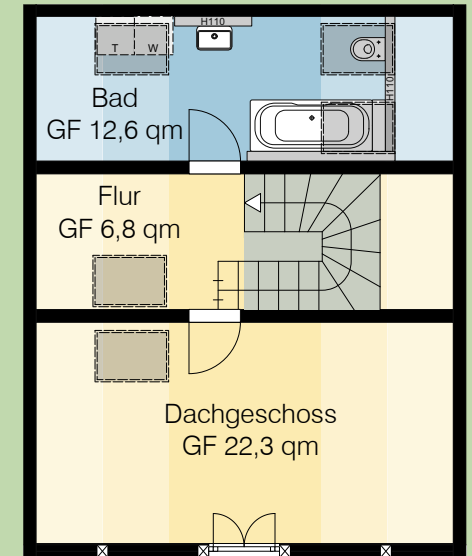 H110
T W
Bad
GF 12,6 qm
H110
Flur
GF 6,8 qm
Dachgeschoss
GF 22,3 qm